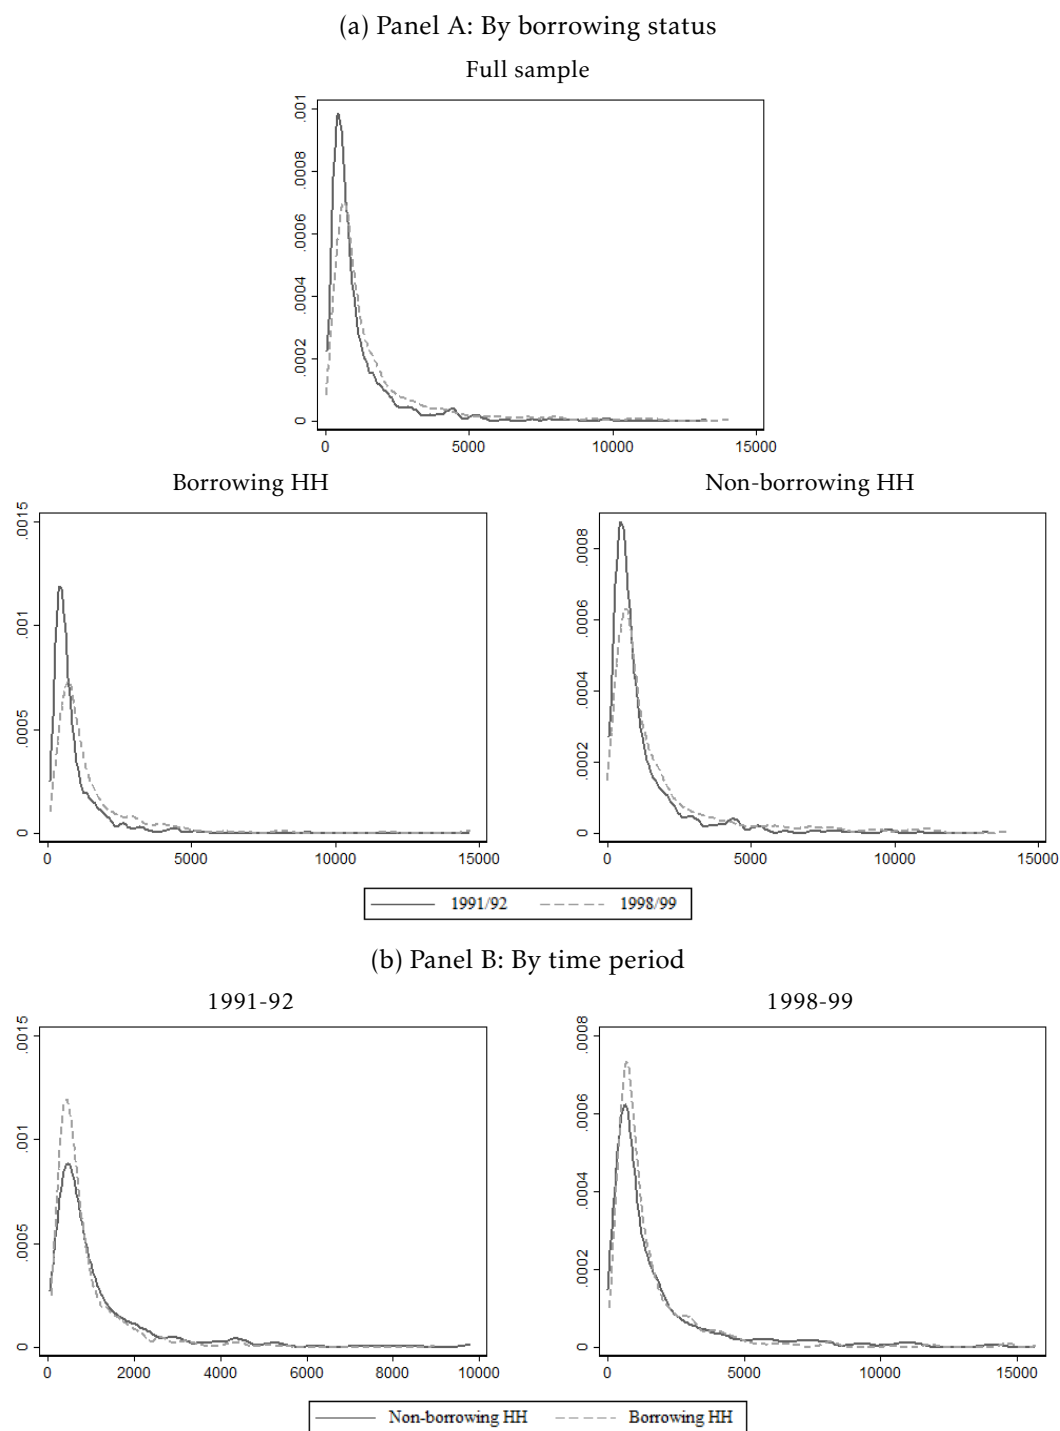 (a) Panel A: By borrowing status
Full sample
.001
.0008
.0006
.0004
.0002
0
0 5000 10000 15000
Borrowing HH Non-borrowing HH
.0015
.001
.0005
0
0 5000 10000 15000
.0008
.0006
.0004
.0002
0
0 5000 10000 15000
1991/92 1998/99
(b) Panel B: By time period
1991-92 1998-99
.0015
.001
.0005
0
0 2000 4000 6000 8000 10000
.0008
.0006
.0004
.0002
0
0 5000 10000 15000
Non-borrowing HH Borrowing HH